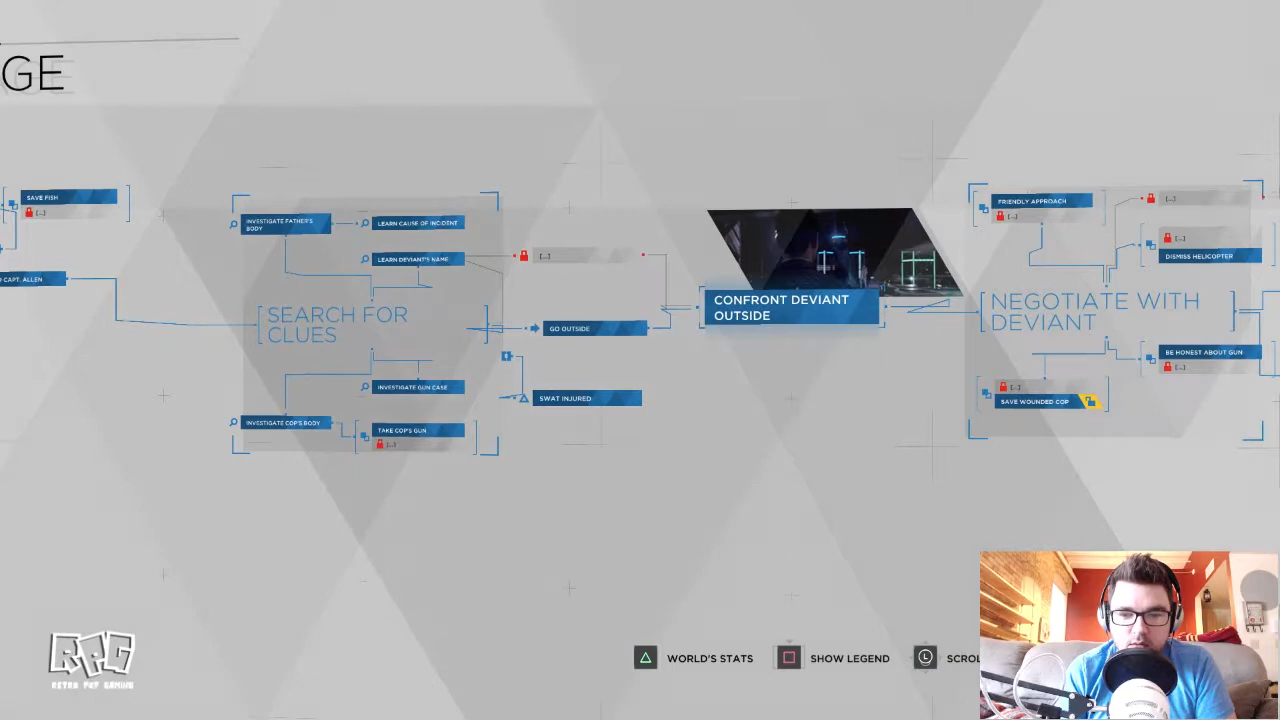 GE
SAVE FISH
[...]
CAPT. ALLEN
INVESTIGATE FATHER'S
BODY
LEARN CAUSE OF INCIDENT
LEARN DEVIANT'S NAME
[...]
SEARCH FOR
CLUES
GO OUTSIDE
INVESTIGATE GUN CASE
SWAT INJURED
INVESTIGATE COP'S BODY
TAKE COP'S GUN
[...]
CONFRONT DEVIANT
OUTSIDE
FRIENDLY APPROACH
[...]
[...]
[...]
DISMISS HELICOPTER
NEGOTIATE WITH
DEVIANT
BE HONEST ABOUT GUN
[...]
[...]
SAVE WOUNDED COP
RPG
RETRO POP GAMING
WORLD'S STATS
SHOW LEGEND
L
SCROL